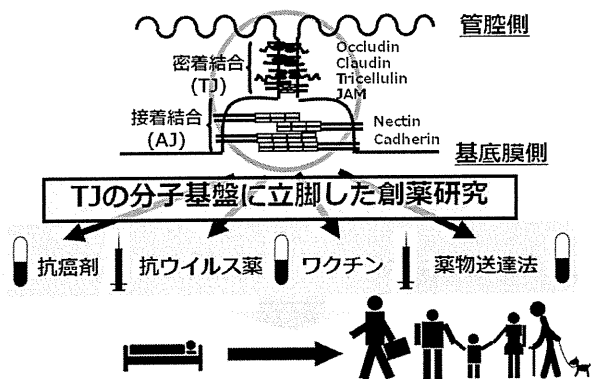 管腔側
密着結合
(TJ)
Occludin
Claudin
Tricellulin
JAM
接着結合
(AJ)
Nectin
Cadherin
基底膜側
TJの分子基盤に立脚した創薬研究
抗癌剤 抗ウイルス薬 ワクチン 薬物送達法